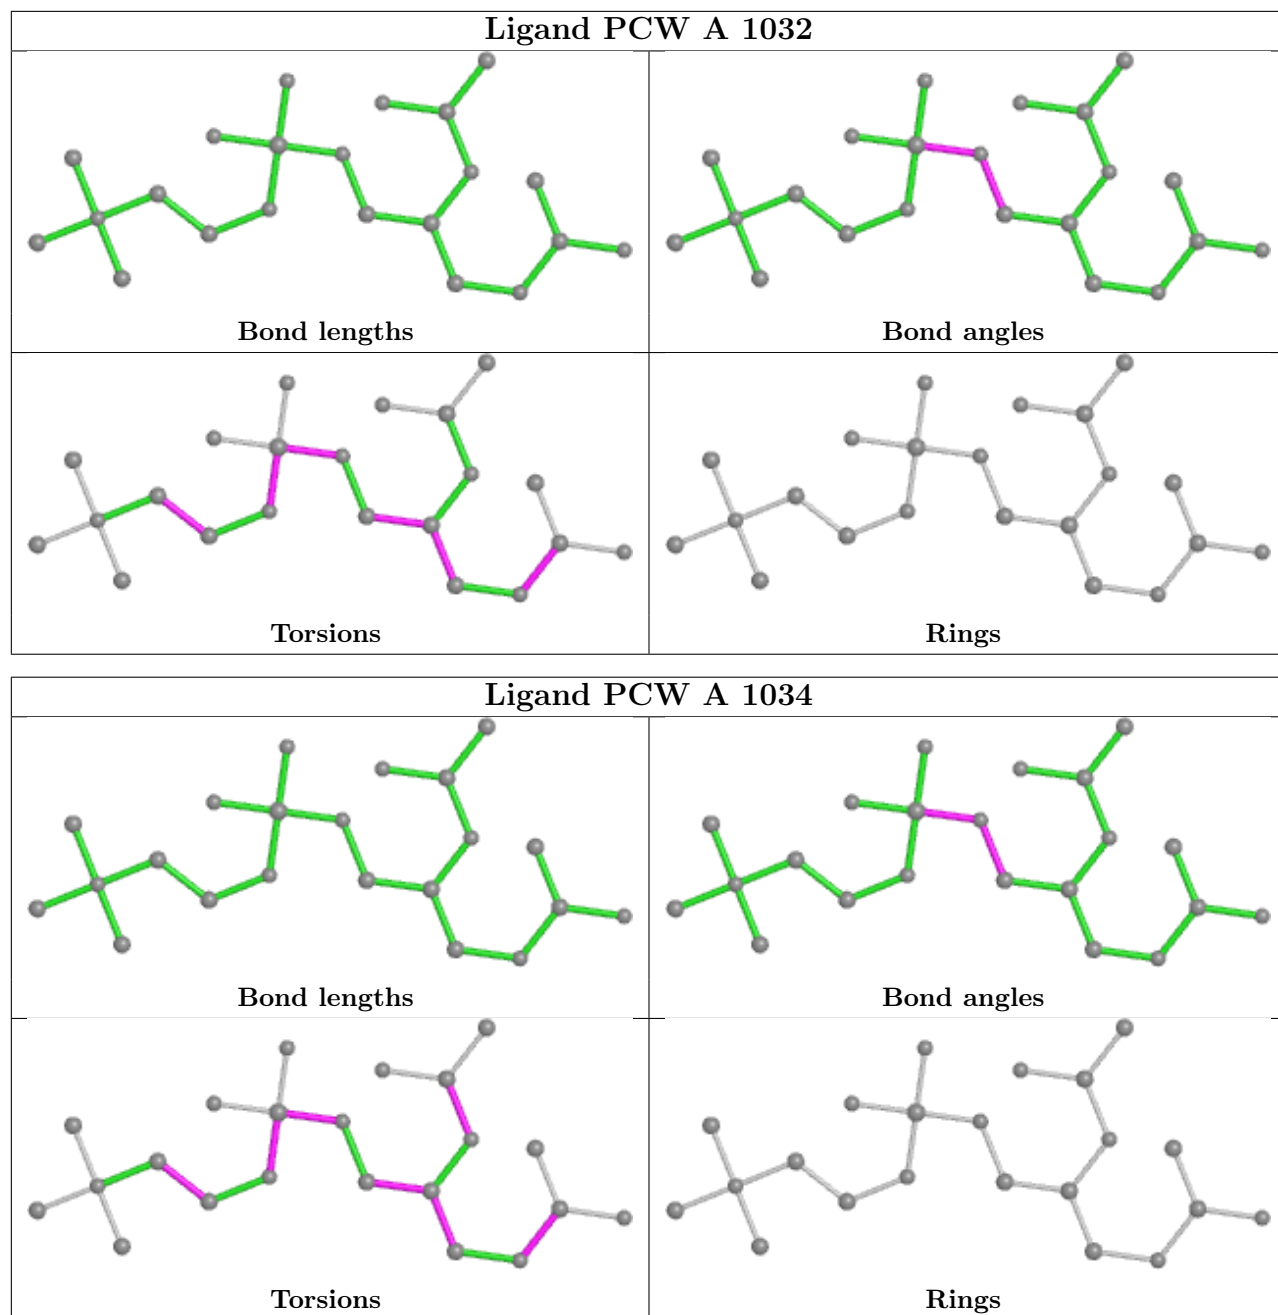 Ligand PCW A 1032
Bond lengths
Bond angles
Torsions
Rings
Ligand PCW A 1034
Bond lengths
Bond angles
Torsions
Rings